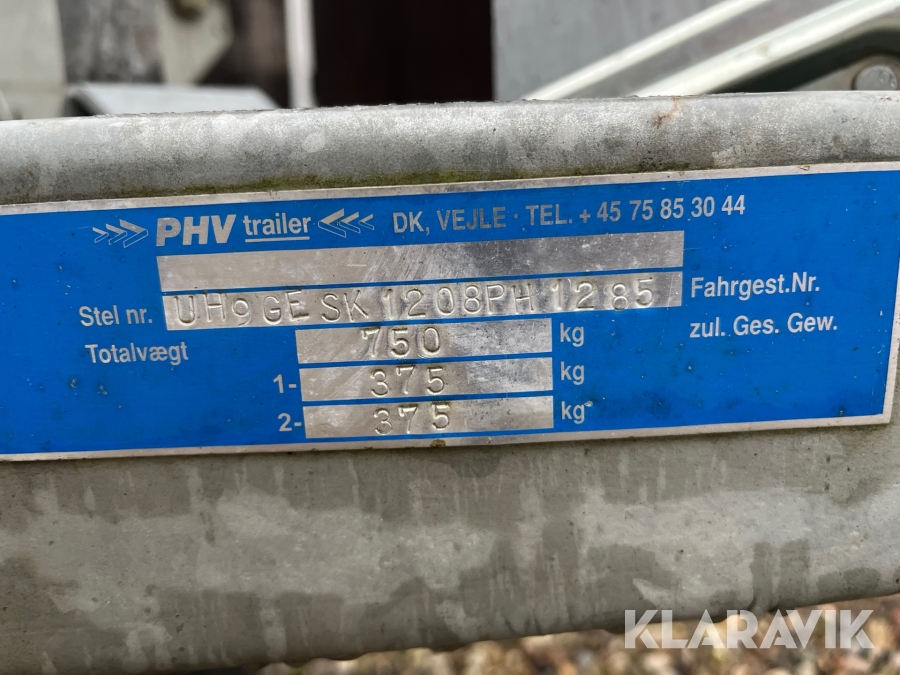 PHV trailer DK, VEJLE · TEL. + 45 75 85 30 44
Stel nr. UH9GESK1208PH1285 Fahrgest.Nr.
Totalvægt 750 kg zul. Ges. Gew.
1- 375 kg
2- 375 kg
KLARAVIK